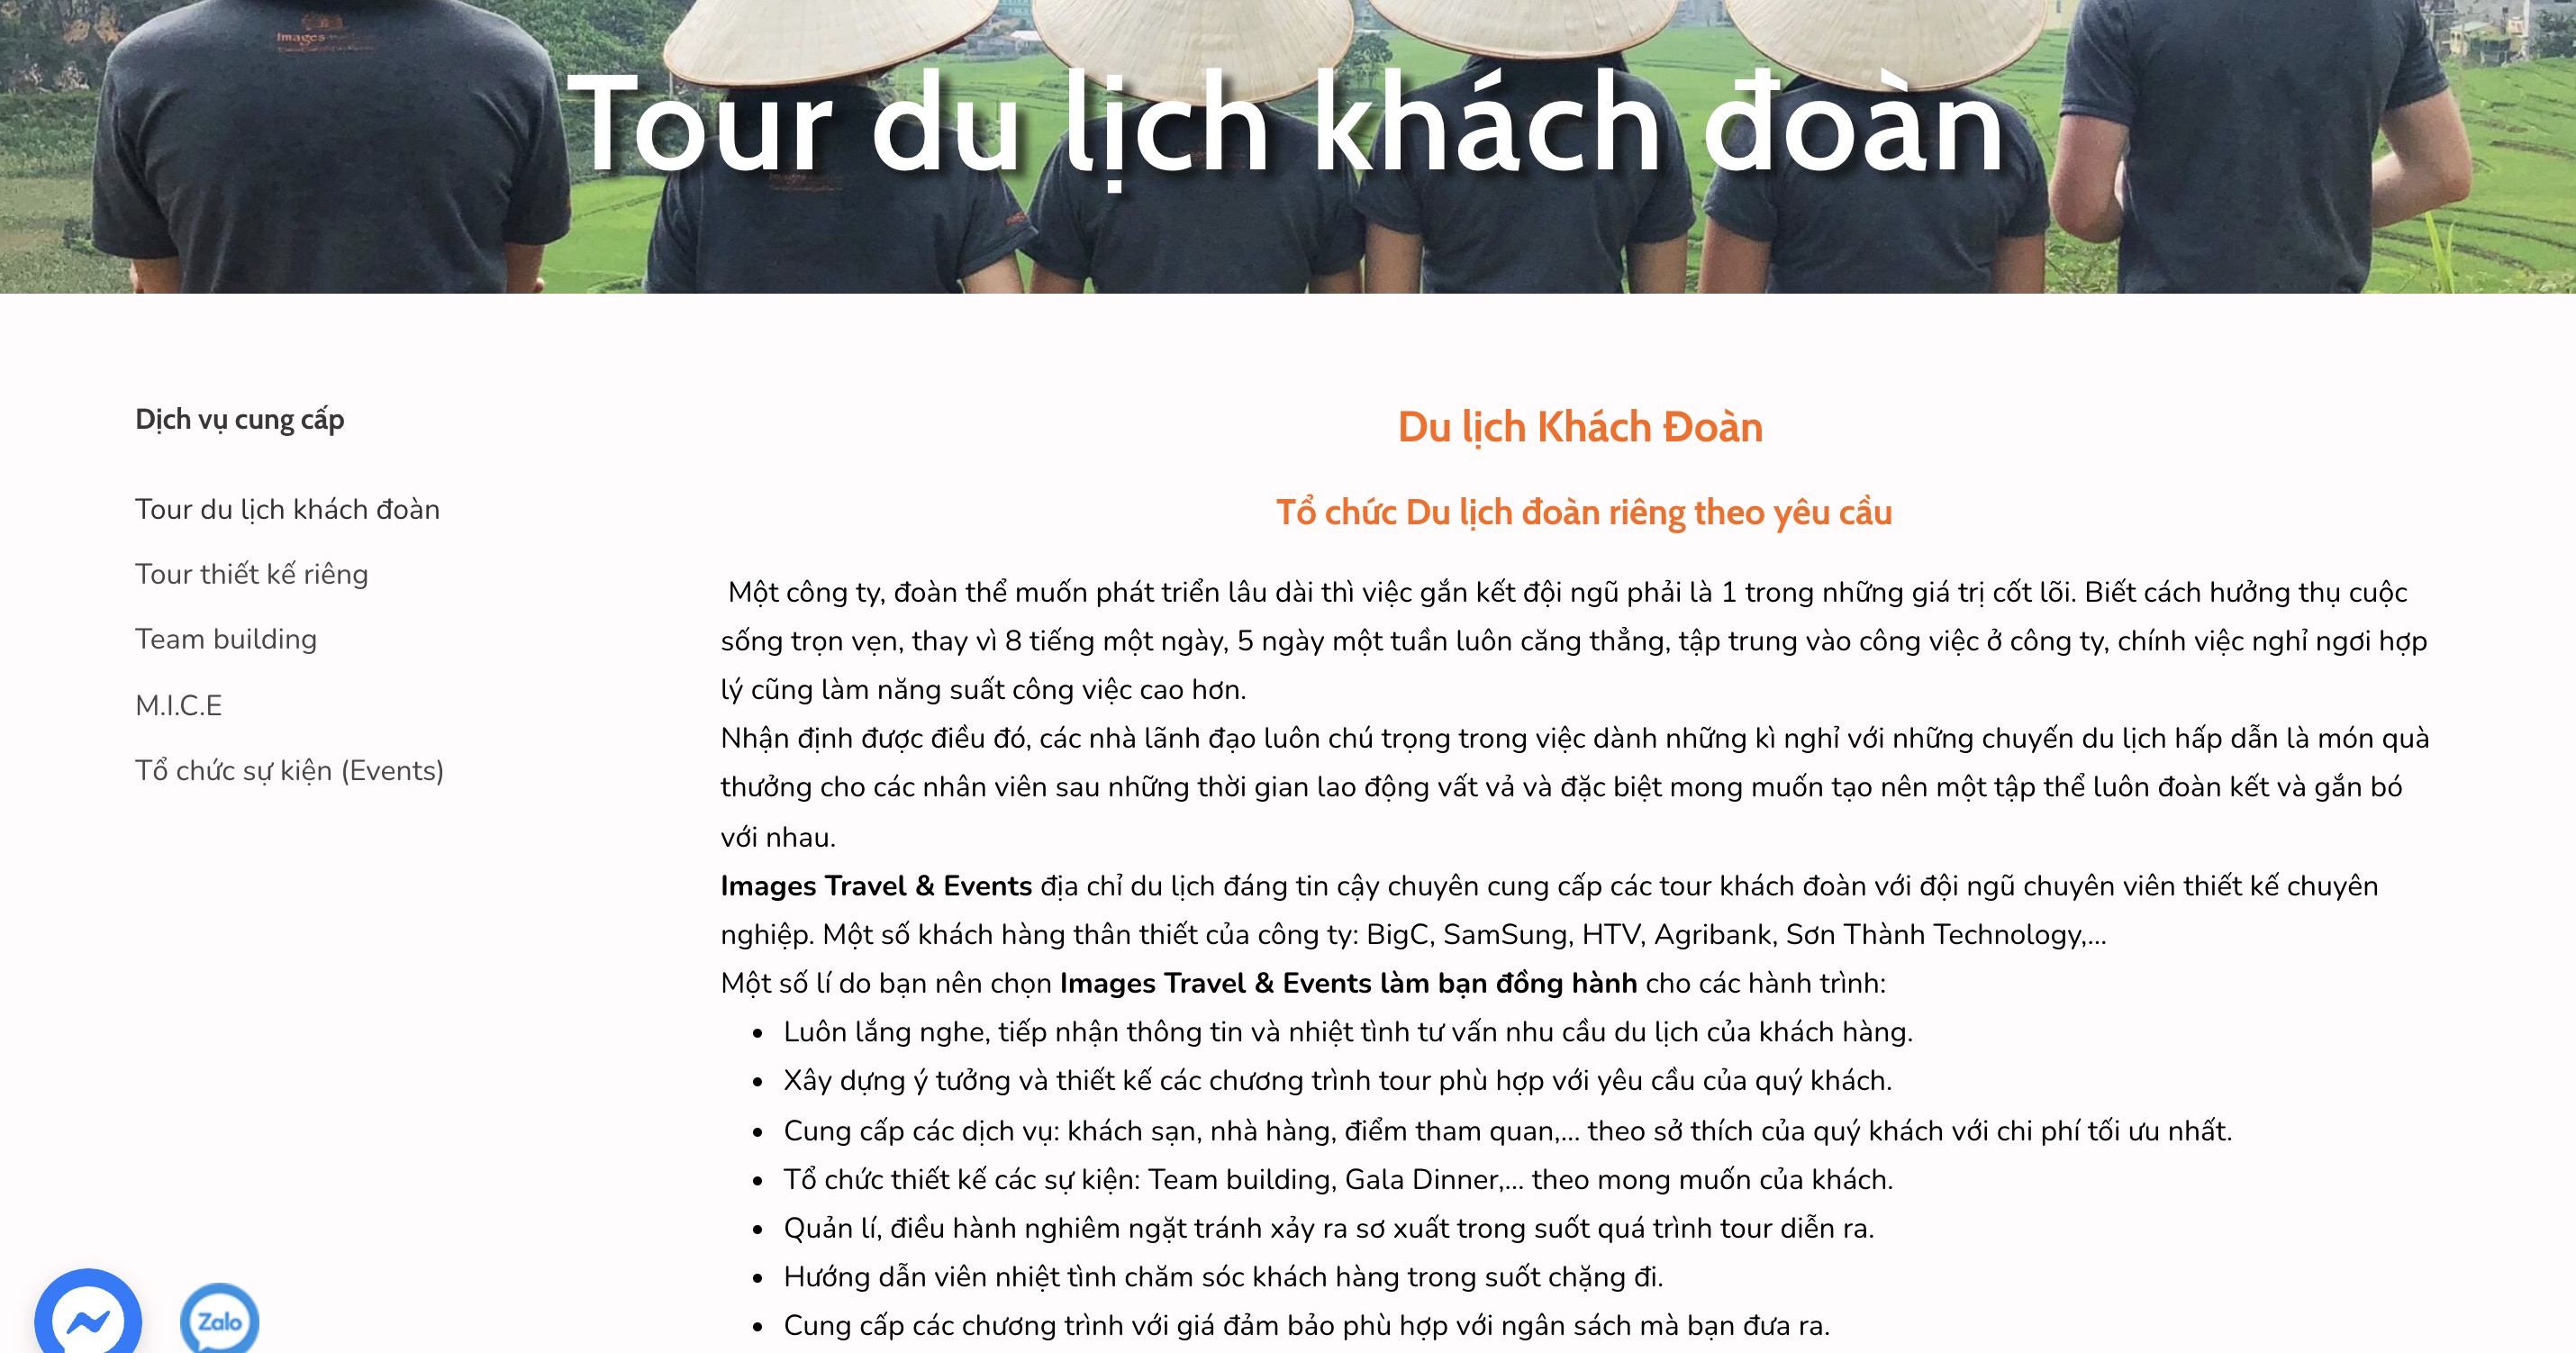 Images
Tour du lịch khách đoàn
Dịch vụ cung cấp
Tour du lịch khách đoàn
Tour thiết kế riêng
Team building
M.I.C.E
Tổ chức sự kiện (Events)
Du lịch Khách Đoàn
Tổ chức Du lịch đoàn riêng theo yêu cầu
Một công ty, đoàn thể muốn phát triển lâu dài thì việc gắn kết đội ngũ phải là 1 trong những giá trị cốt lõi. Biết cách hưởng thụ cuộc
sống trọn vẹn, thay vì 8 tiếng một ngày, 5 ngày một tuần luôn căng thẳng, tập trung vào công việc ở công ty, chính việc nghỉ ngơi hợp
lý cũng làm năng suất công việc cao hơn.
Nhận định được điều đó, các nhà lãnh đạo luôn chú trọng trong việc dành những kì nghỉ với những chuyến du lịch hấp dẫn là món quà
thưởng cho các nhân viên sau những thời gian lao động vất vả và đặc biệt mong muốn tạo nên một tập thể luôn đoàn kết và gắn bó
với nhau.
Images Travel & Events địa chỉ du lịch đáng tin cậy chuyên cung cấp các tour khách đoàn với đội ngũ chuyên viên thiết kế chuyên
nghiệp. Một số khách hàng thân thiết của công ty: BigC, SamSung, HTV, Agribank, Sơn Thành Technology,...
Một số lí do bạn nên chọn Images Travel & Events làm bạn đồng hành cho các hành trình:
• Luôn lắng nghe, tiếp nhận thông tin và nhiệt tình tư vấn nhu cầu du lịch của khách hàng.
• Xây dựng ý tưởng và thiết kế các chương trình tour phù hợp với yêu cầu của quý khách.
• Cung cấp các dịch vụ: khách sạn, nhà hàng, điểm tham quan,... theo sở thích của quý khách với chi phí tối ưu nhất.
• Tổ chức thiết kế các sự kiện: Team building, Gala Dinner,... theo mong muốn của khách.
• Quản lí, điều hành nghiêm ngặt tránh xảy ra sơ xuất trong suốt quá trình tour diễn ra.
• Hướng dẫn viên nhiệt tình chăm sóc khách hàng trong suốt chặng đi.
• Cung cấp các chương trình với giá đảm bảo phù hợp với ngân sách mà bạn đưa ra.
Zalo